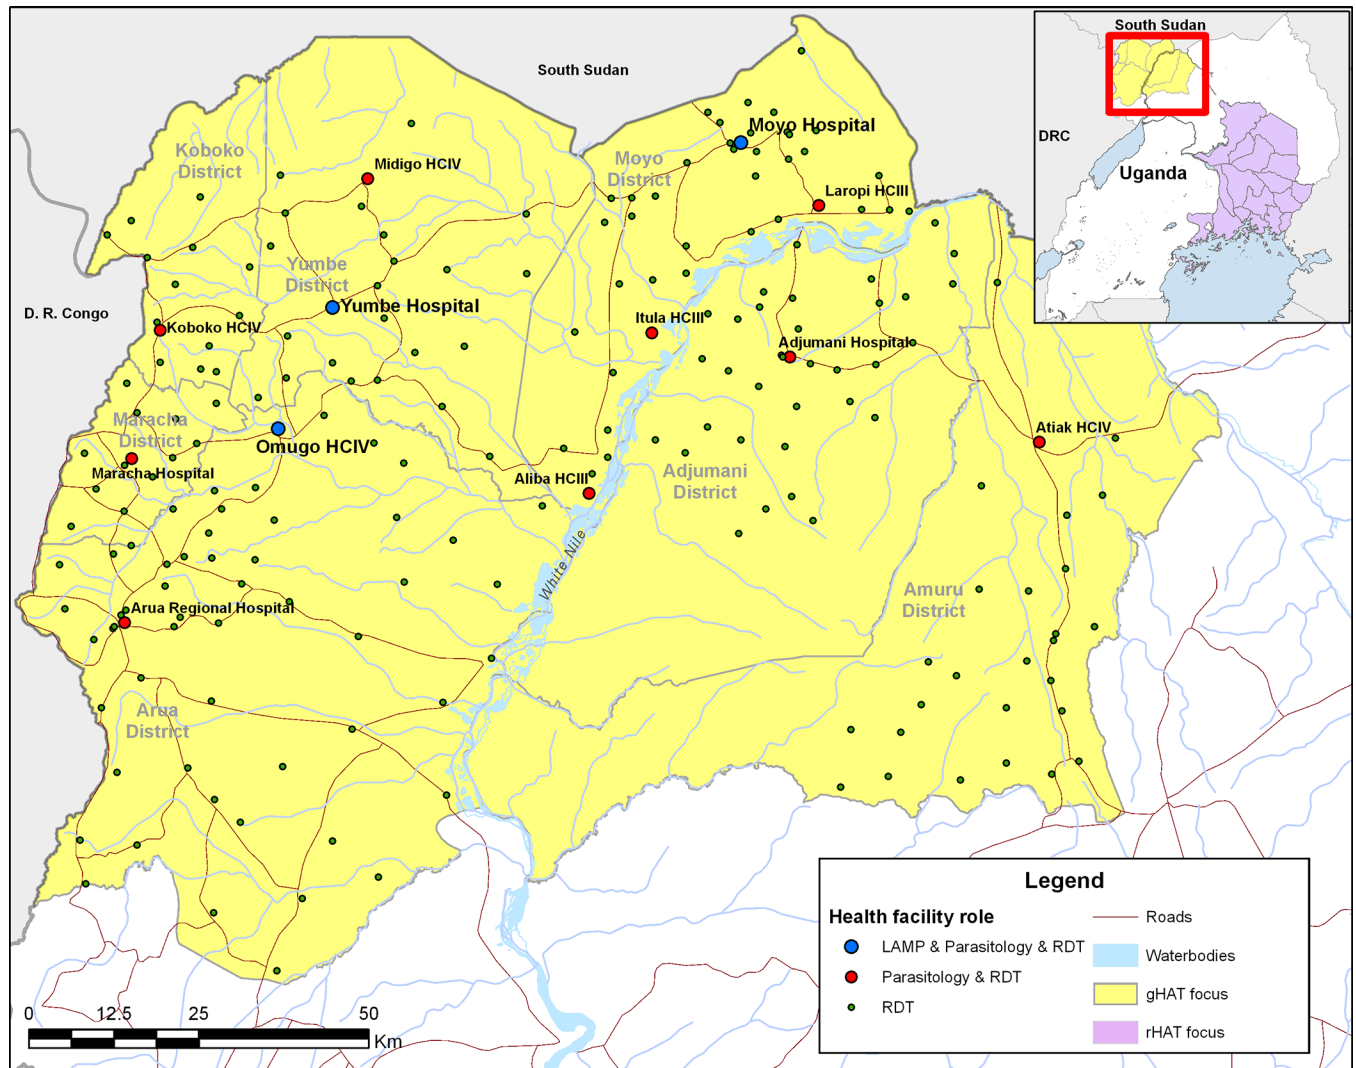 South Sudan
South Sudan
DRC
Uganda
Moyo Hospital
Koboko
District
Midigo HCIV
Moyo
District
Laropi HCIII
Yumbe
District
Yumbe Hospital
D. R. Congo
Koboko HCIV
Itula HCIII
Adjumani Hospital
Maracha
District
Omugo HCIV
Atiak HCIV
Maracha Hospital
Aliba HCIII
Adjumani
District
White Nile
Amuru
District
Arua Regional Hospital
Arua
District
Legend
Health facility role
LAMP & Parasitology & RDT
Parasitology & RDT
RDT
Roads
Waterbodies
gHAT focus
rHAT focus
0 12.5 25 50
Km